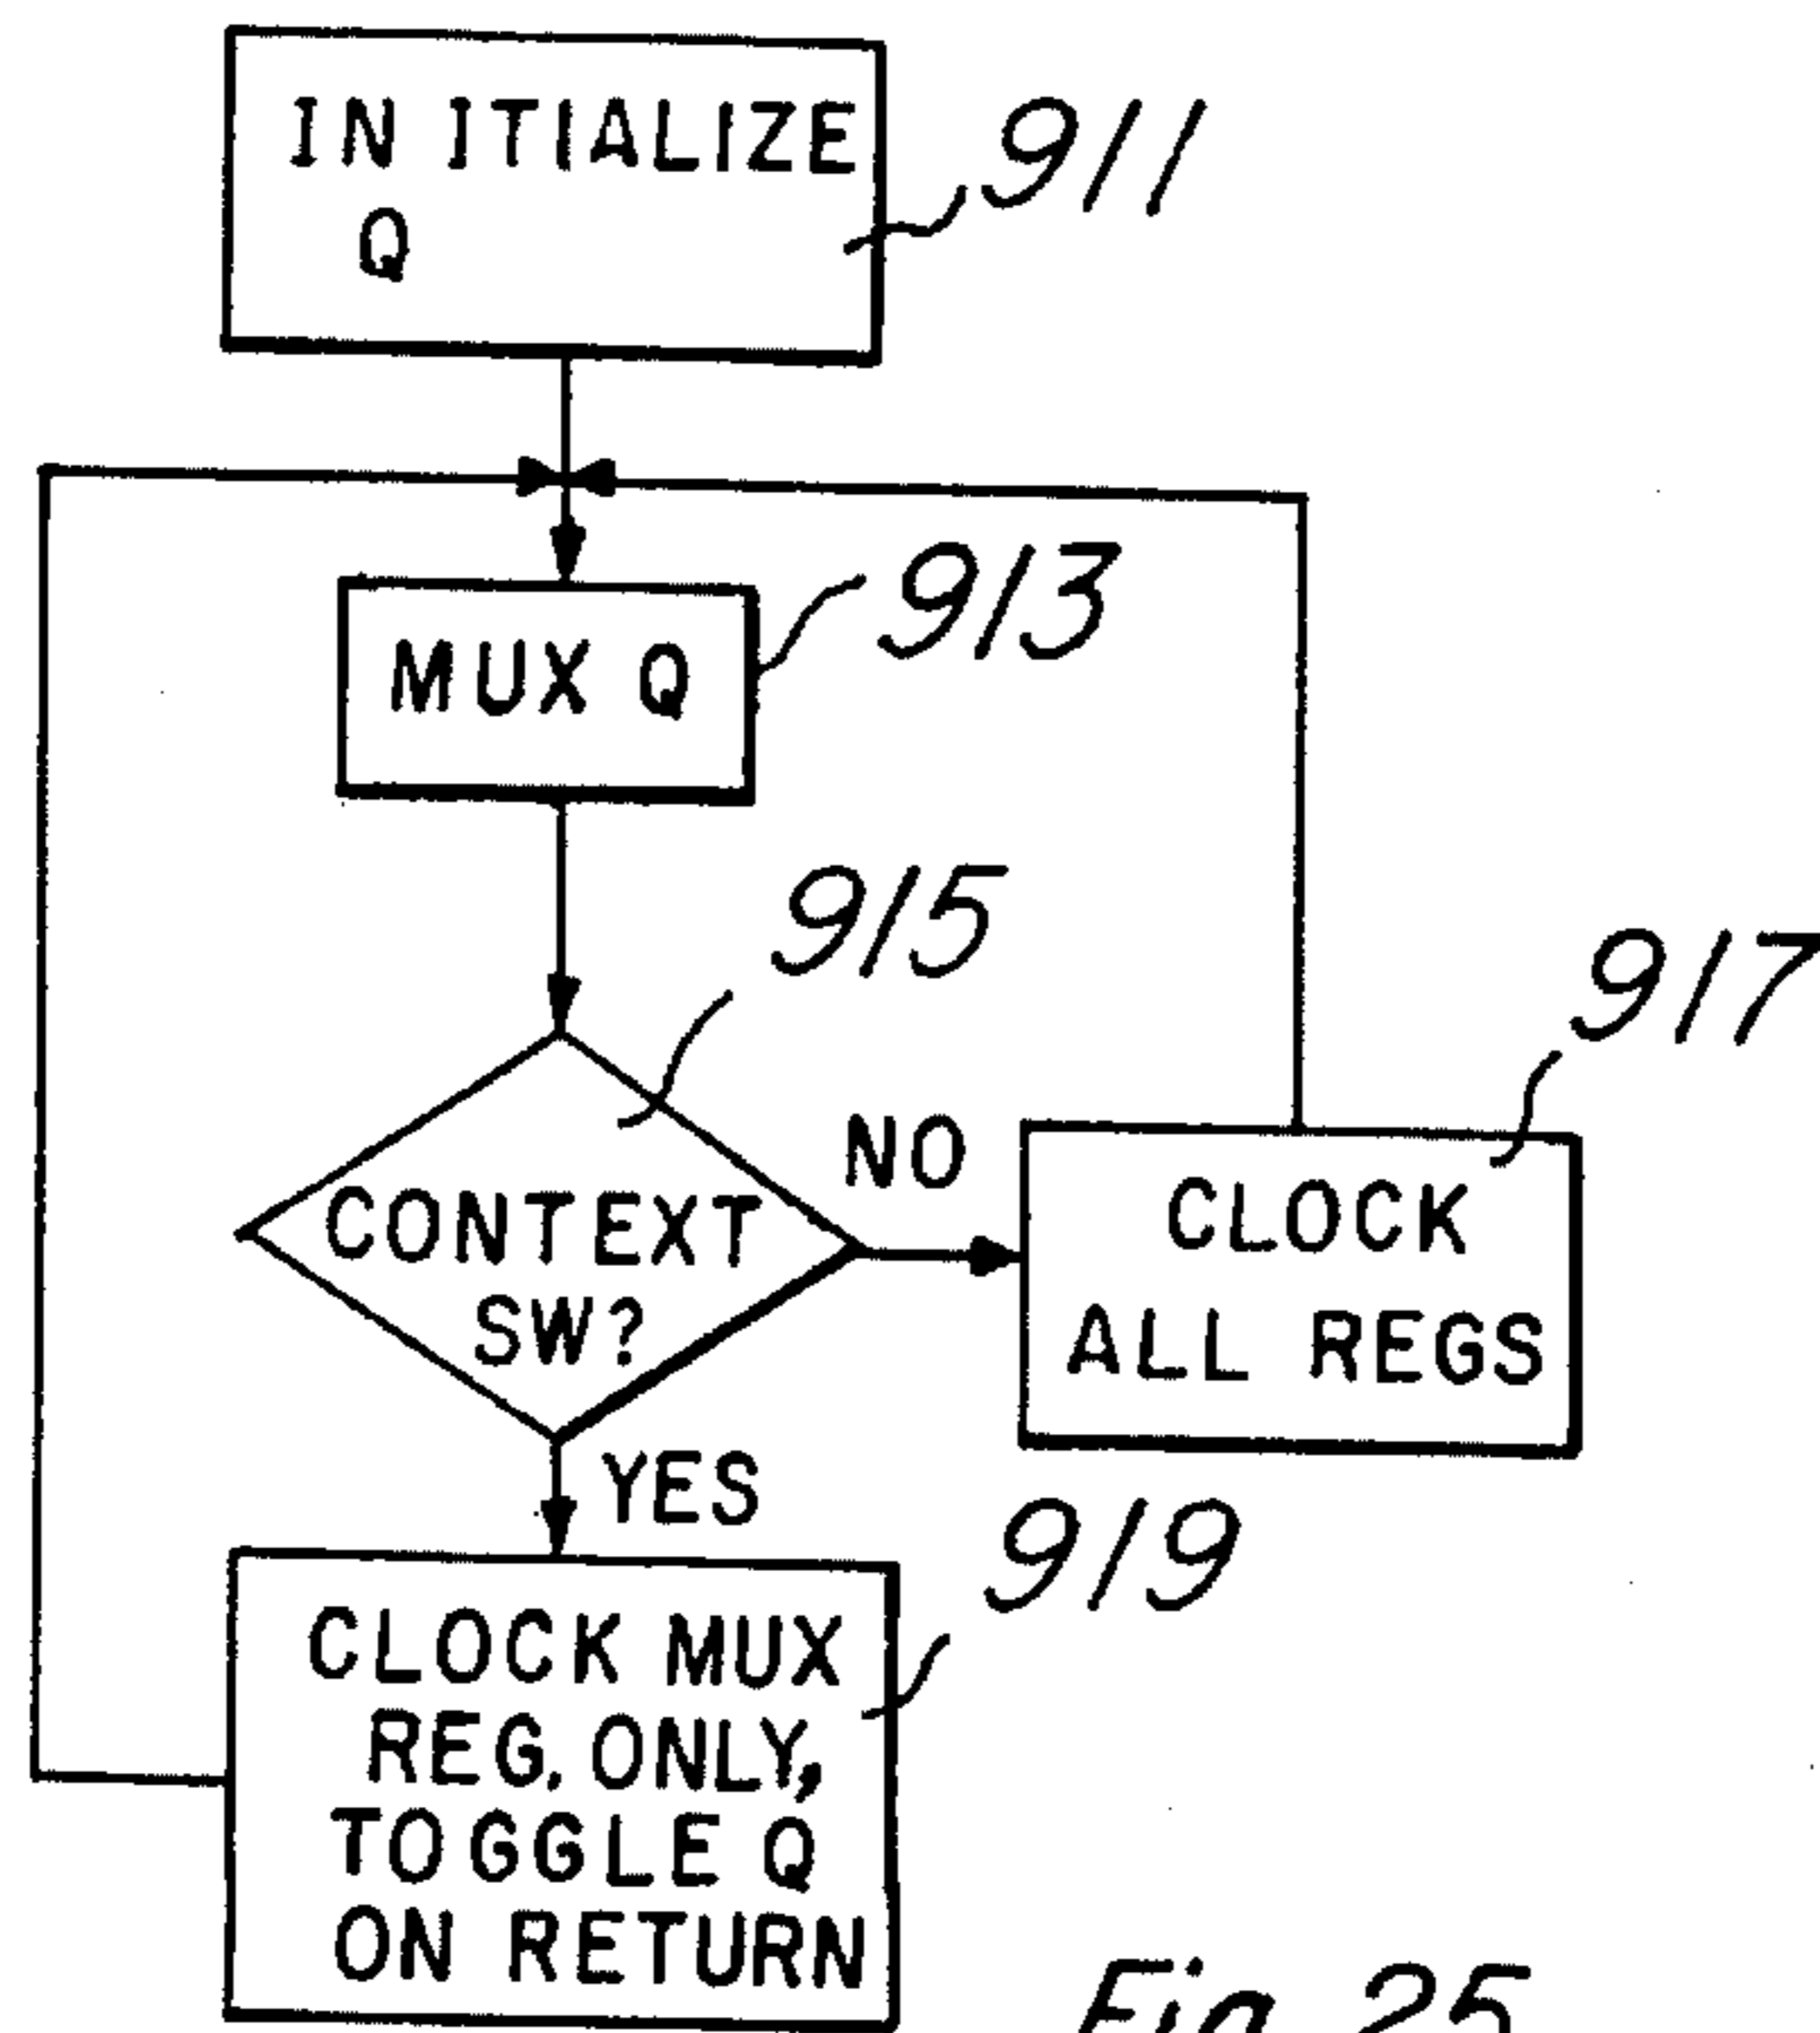 IN ITIALIZE
Q
911
MUX Q
913
915
CONTEXT
SW?
NO
917
CLOCK
ALL REGS
YES
919
CLOCK MUX
REG, ONLY,
TOGGLE Q
ON RETURN
Fig. 25